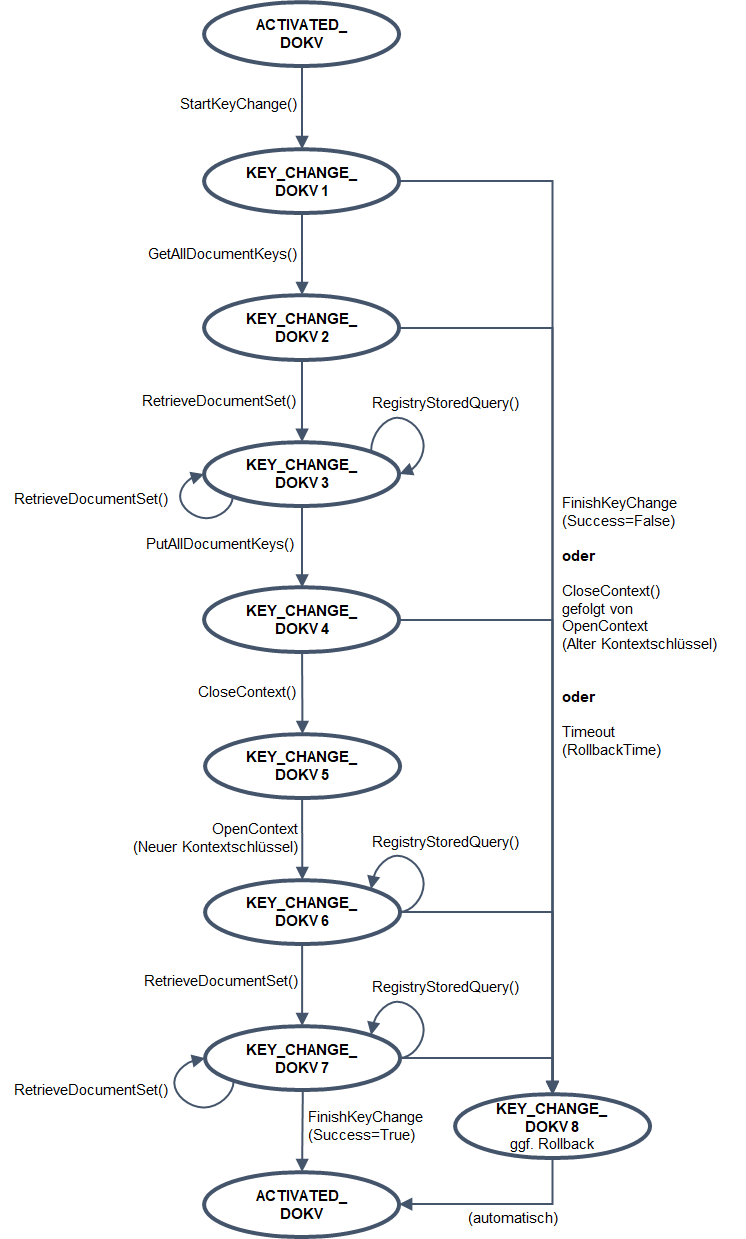 ACTIVATED_
DOKV
StartKeyChange()
KEY_CHANGE_
DOKV 1
GetAllDocumentKeys()
KEY_CHANGE_
DOKV 2
RetrieveDocumentSet()
RegistryStoredQuery()
KEY_CHANGE_
DOKV 3
RetrieveDocumentSet()
PutAllDocumentKeys()
KEY_CHANGE_
DOKV 4
CloseContext()
KEY_CHANGE_
DOKV 5
OpenContext
(Neuer Kontextschlüssel)
RegistryStoredQuery()
KEY_CHANGE_
DOKV 6
RetrieveDocumentSet()
RegistryStoredQuery()
KEY_CHANGE_
DOKV 7
RetrieveDocumentSet()
FinishKeyChange
(Success=True)
ACTIVATED_
DOKV
FinishKeyChange
(Success=False)
oder
CloseContext()
gefolgt von
OpenContext
(Alter Kontextschlüssel)
oder
Timeout
(RollbackTime)
KEY_CHANGE_
DOKV 8
ggf. Rollback
(automatisch)